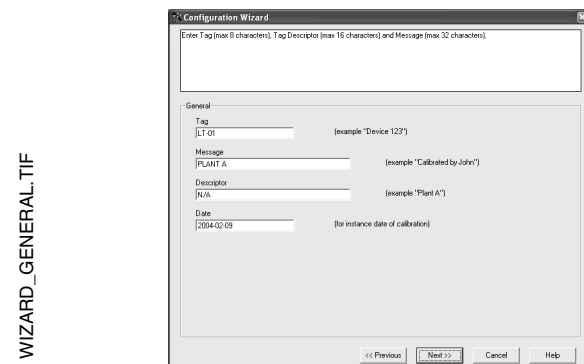 WIZARD_GENERAL.TIF
Configuration Wizard
Enter Tag (max 8 characters), Tag Descriptor (max 16 characters) and Message (max 32 characters).
General
Tag
LT-01 (example "Device 123")
Message
PLANT A (example "Calibrated by John")
Descriptor
N/A (example "Plant A")
Date
2004-02-09 (for instance date of calibration)
<< Previous Next >> Cancel Help